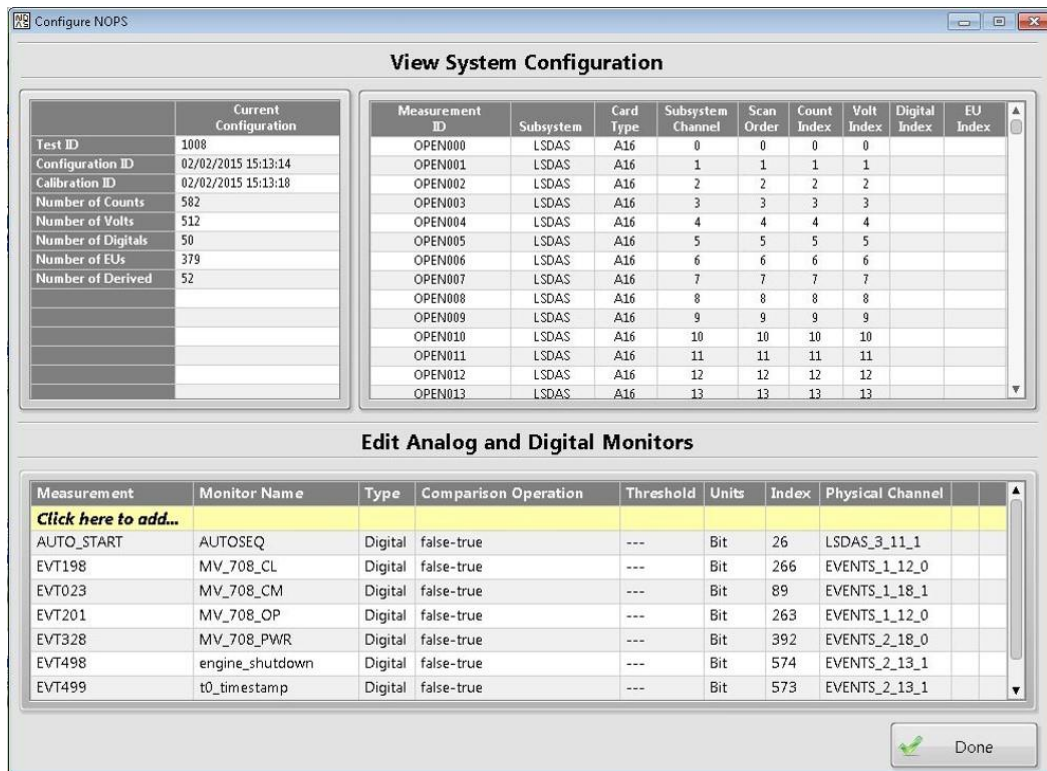 Configure NOPS
View System Configuration
Current Configuration
Test ID 1008
Configuration ID 02/02/2015 15:13:14
Calibration ID 02/02/2015 15:13:18
Number of Counts 582
Number of Volts 512
Number of Digitals 50
Number of EUs 379
Number of Derived 52
Measurement ID Subsystem Card Type Subsystem Channel Scan Order Count Index Volt Index Digital Index EU Index
OPEN000 LSDAS A16 0 0 0 0
OPEN001 LSDAS A16 1 1 1 1
OPEN002 LSDAS A16 2 2 2 2
OPEN003 LSDAS A16 3 3 3 3
OPEN004 LSDAS A16 4 4 4 4
OPEN005 LSDAS A16 5 5 5 5
OPEN006 LSDAS A16 6 6 6 6
OPEN007 LSDAS A16 7 7 7 7
OPEN008 LSDAS A16 8 8 8 8
OPEN009 LSDAS A16 9 9 9 9
OPEN010 LSDAS A16 10 10 10 10
OPEN011 LSDAS A16 11 11 11 11
OPEN012 LSDAS A16 12 12 12 12
OPEN013 LSDAS A16 13 13 13 13
Edit Analog and Digital Monitors
Measurement Monitor Name Type Comparison Operation Threshold Units Index Physical Channel
Click here to add...
AUTO_START AUTOSEQ Digital false-true --- Bit 26 LSDAS_3_11_1
EVT198 MV_708_CL Digital false-true --- Bit 266 EVENTS_1_12_0
EVT023 MV_708_CM Digital false-true --- Bit 89 EVENTS_1_18_1
EVT201 MV_708_OP Digital false-true --- Bit 263 EVENTS_1_12_0
EVT328 MV_708_PWR Digital false-true --- Bit 392 EVENTS_2_18_0
EVT498 engine_shutdown Digital false-true --- Bit 574 EVENTS_2_13_1
EVT499 t0_timestamp Digital false-true --- Bit 573 EVENTS_2_13_1
Done